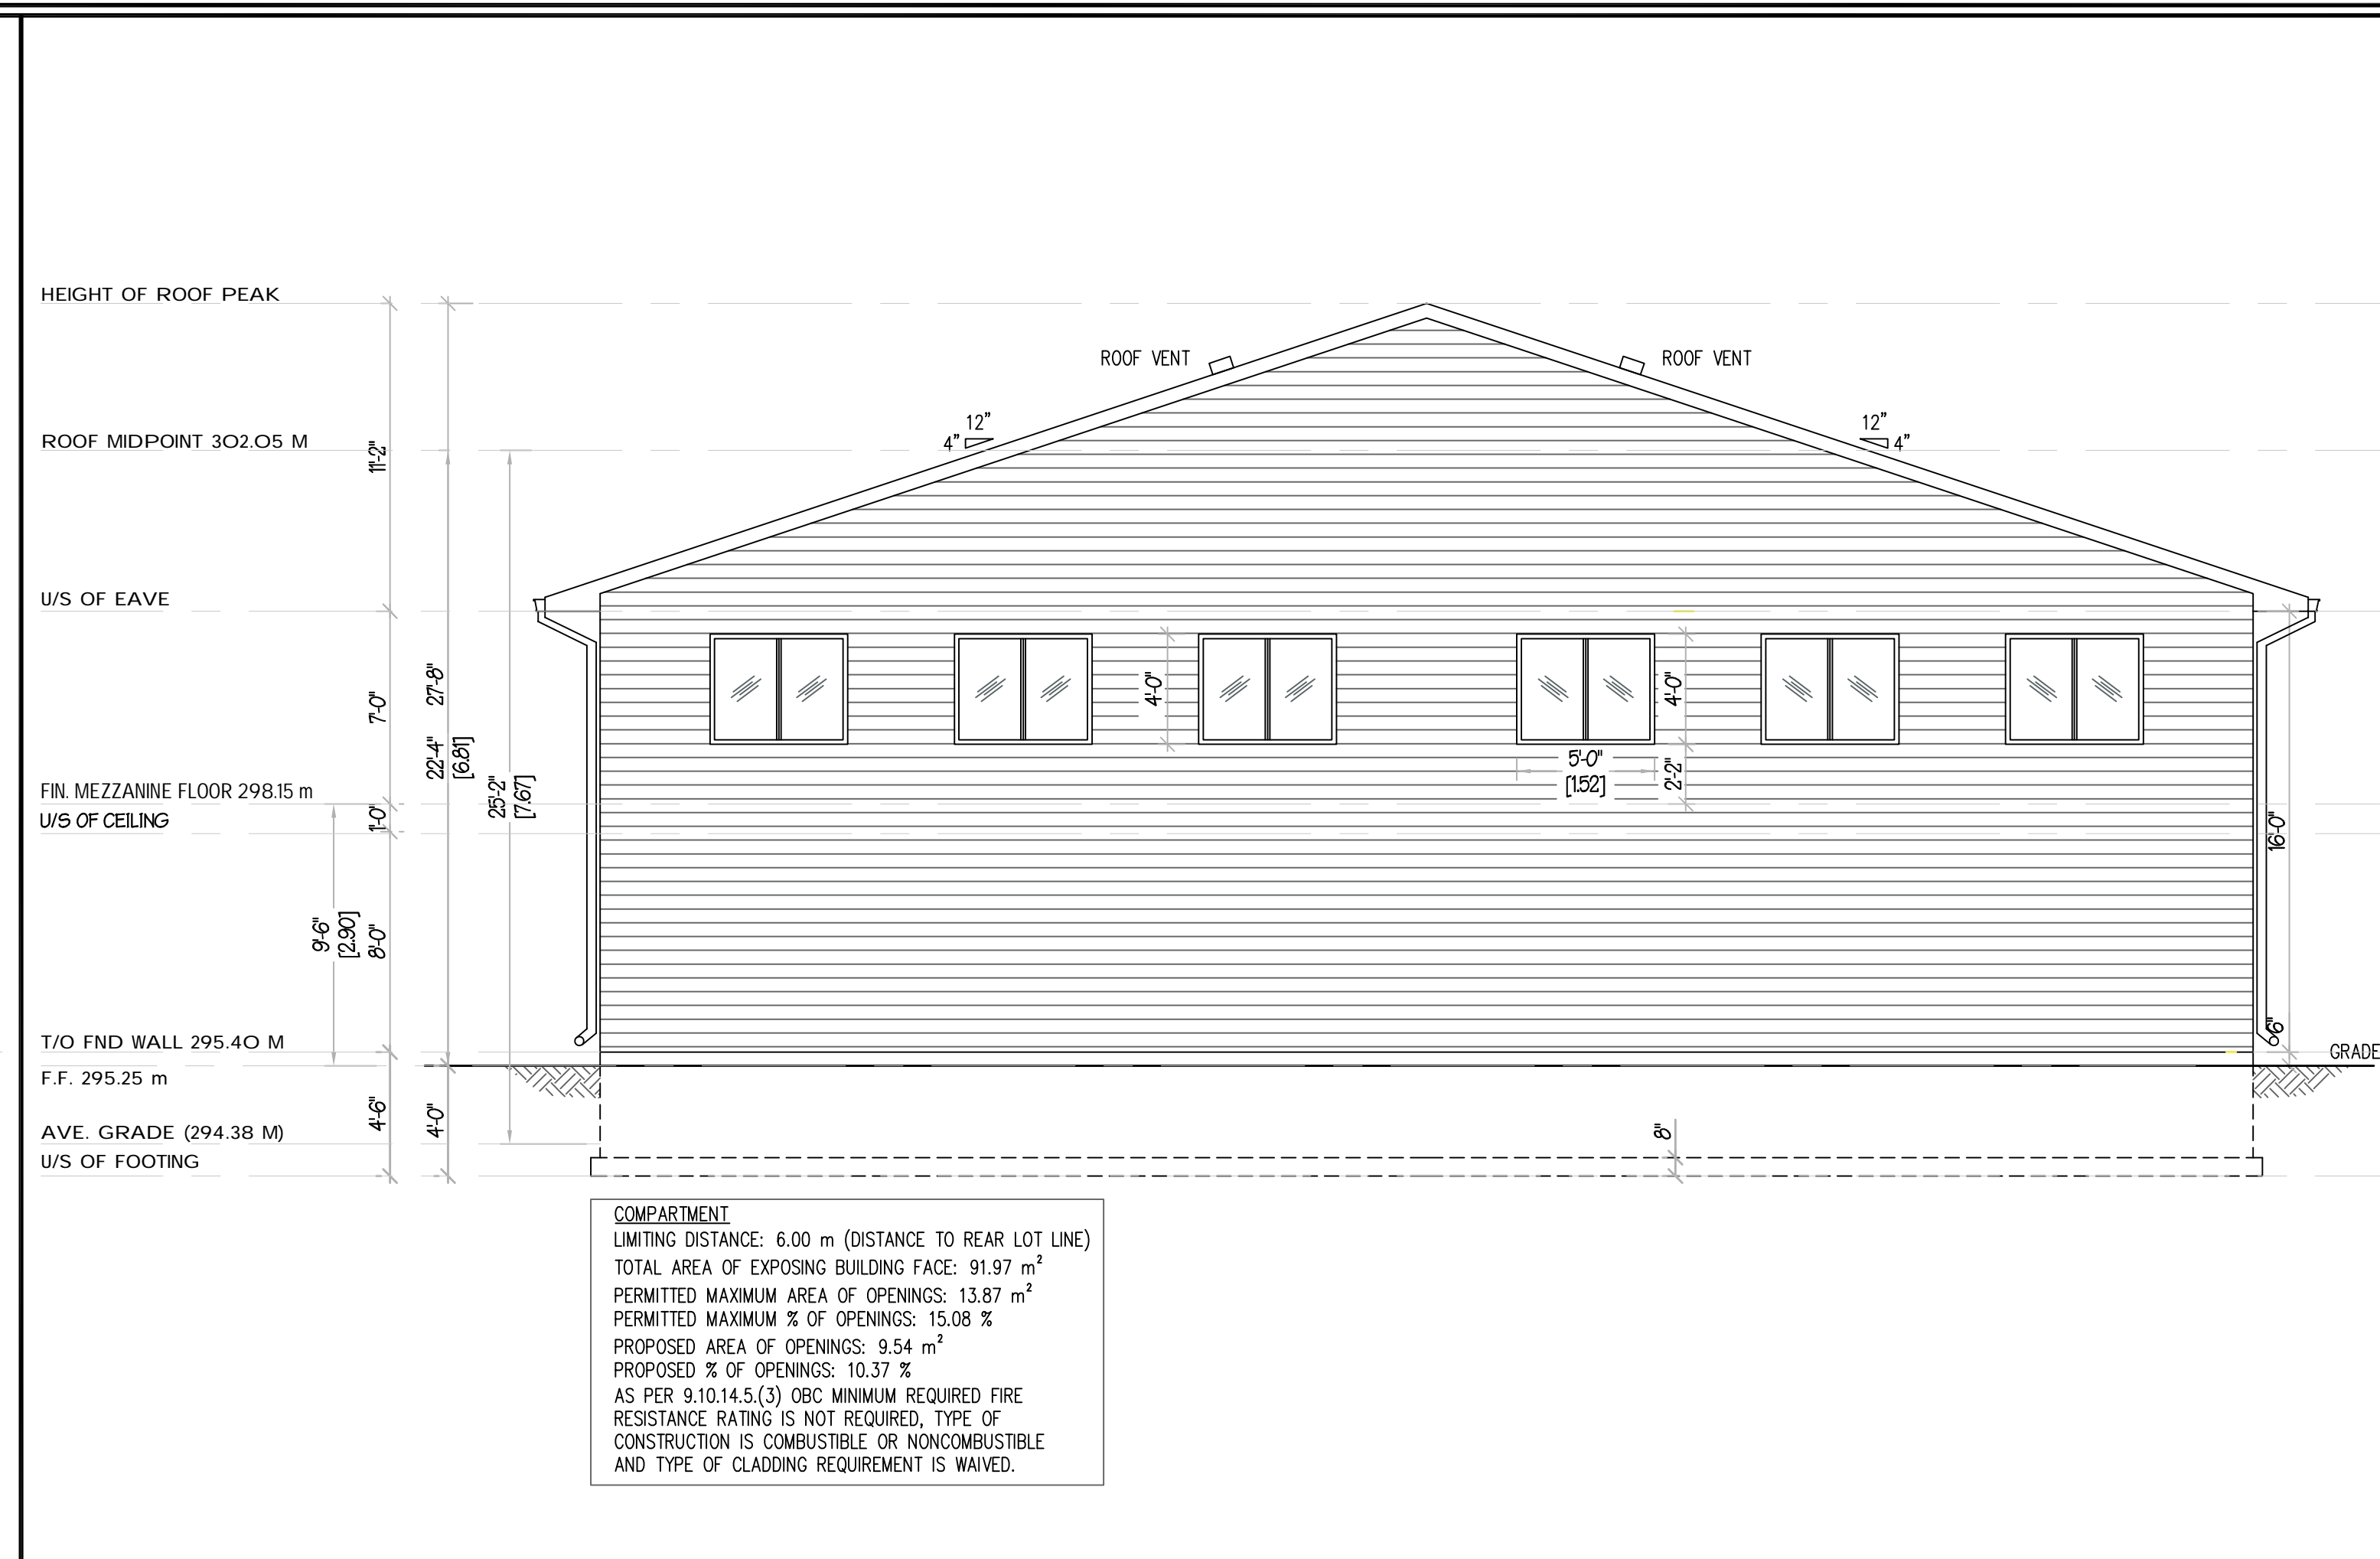 HEIGHT OF ROOF PEAK
ROOF VENT
ROOF VENT
12"
4"
12"
4"
ROOF MIDPOINT 302.05 M
11'-2"
U/S OF EAVE
7'-0"
27'-8"
22'-4"
[6.81]
25'-2"
[7.67]
4'-0"
4'-0"
5'-0"
[1.52]
2'-2"
FIN. MEZZANINE FLOOR 298.15 m
U/S OF CEILING
1'-0"
16'-0"
9'-6"
[2.90]
8'-0"
T/O FND WALL 295.40 M
6"
GRADE
F.F. 295.25 m
4'-6"
4'-0"
AVE. GRADE (294.38 M)
8"
U/S OF FOOTING
COMPARTMENT
LIMITING DISTANCE: 6.00 m (DISTANCE TO REAR LOT LINE)
TOTAL AREA OF EXPOSING BUILDING FACE: 91.97 m²
PERMITTED MAXIMUM AREA OF OPENINGS: 13.87 m²
PERMITTED MAXIMUM % OF OPENINGS: 15.08 %
PROPOSED AREA OF OPENINGS: 9.54 m²
PROPOSED % OF OPENINGS: 10.37 %
AS PER 9.10.14.5.(3) OBC MINIMUM REQUIRED FIRE
RESISTANCE RATING IS NOT REQUIRED, TYPE OF
CONSTRUCTION IS COMBUSTIBLE OR NONCOMBUSTIBLE
AND TYPE OF CLADDING REQUIREMENT IS WAIVED.